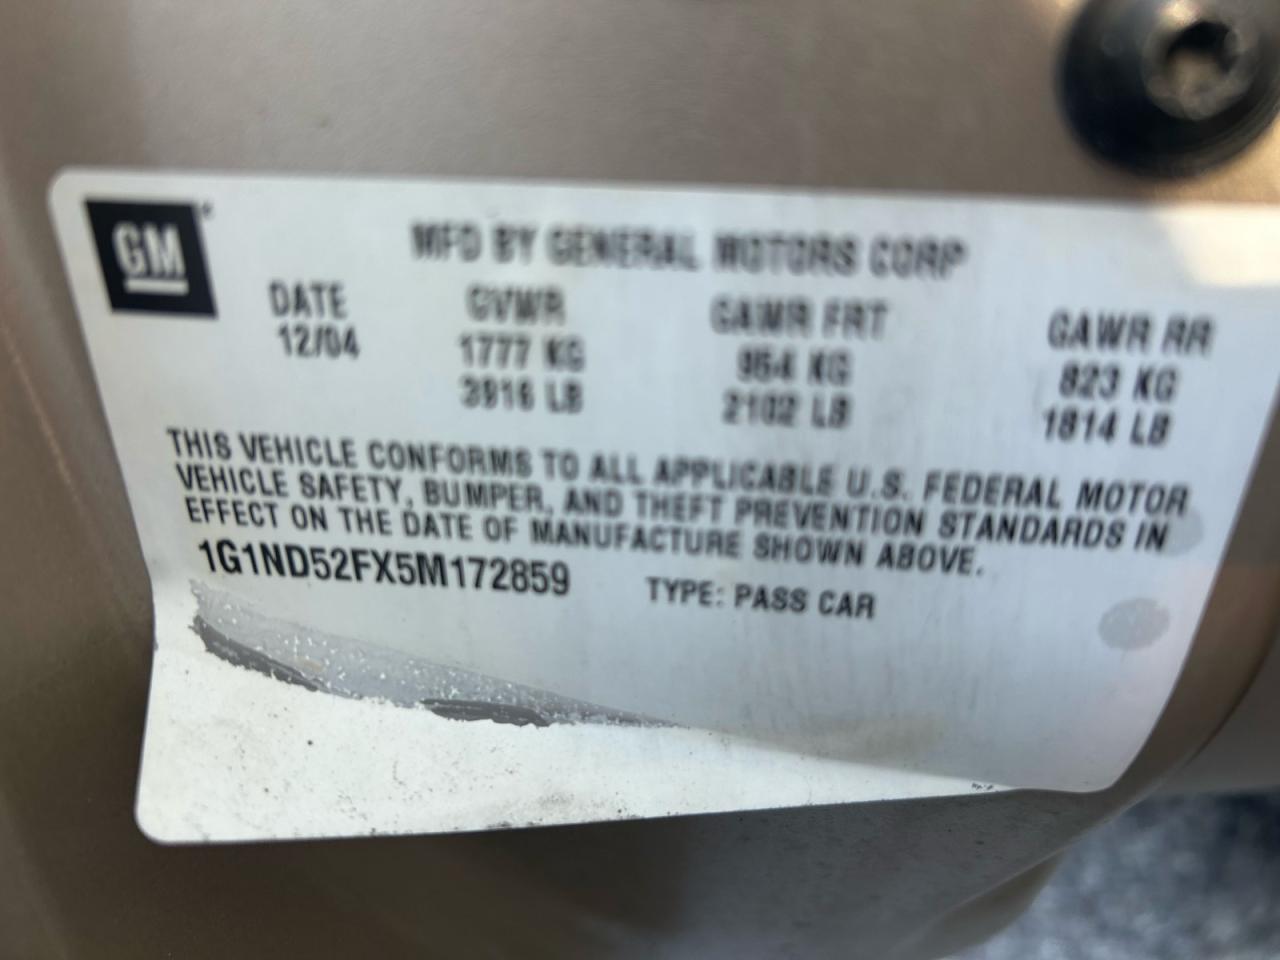 GM
MFD BY GENERAL MOTORS CORP
DATE GVWR GAWR FRT GAWR RR
12/04 1777 KG 954 KG 823 KG
3916 LB 2102 LB 1814 LB
THIS VEHICLE CONFORMS TO ALL APPLICABLE U.S. FEDERAL MOTOR
VEHICLE SAFETY, BUMPER, AND THEFT PREVENTION STANDARDS IN
EFFECT ON THE DATE OF MANUFACTURE SHOWN ABOVE.
1G1ND52FX5M172859 TYPE: PASS CAR